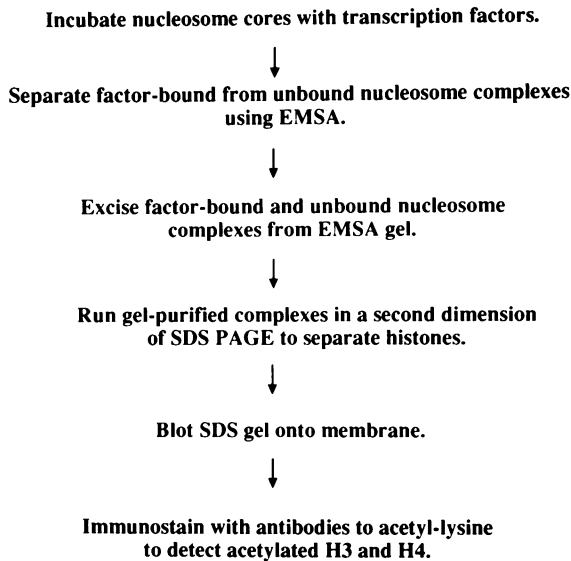 Incubate nucleosome cores with transcription factors.
Separate factor-bound from unbound nucleosome complexes
using EMSA.
Excise factor-bound and unbound nucleosome
complexes from EMSA gel.
Run gel-purified complexes in a second dimension
of SDS PAGE to separate histones.
Blot SDS gel onto membrane.
Immunostain with antibodies to acetyl-lysine
to detect acetylated H3 and H4.